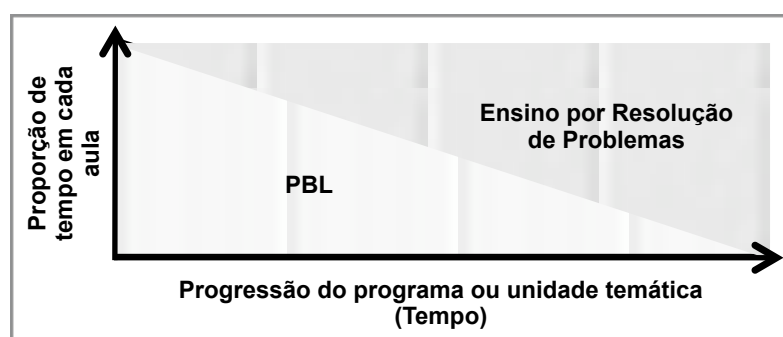 Proporção de
tempo em cada
aula
Ensino por Resolução
de Problemas
PBL
Progressão do programa ou unidade temática
(Tempo)